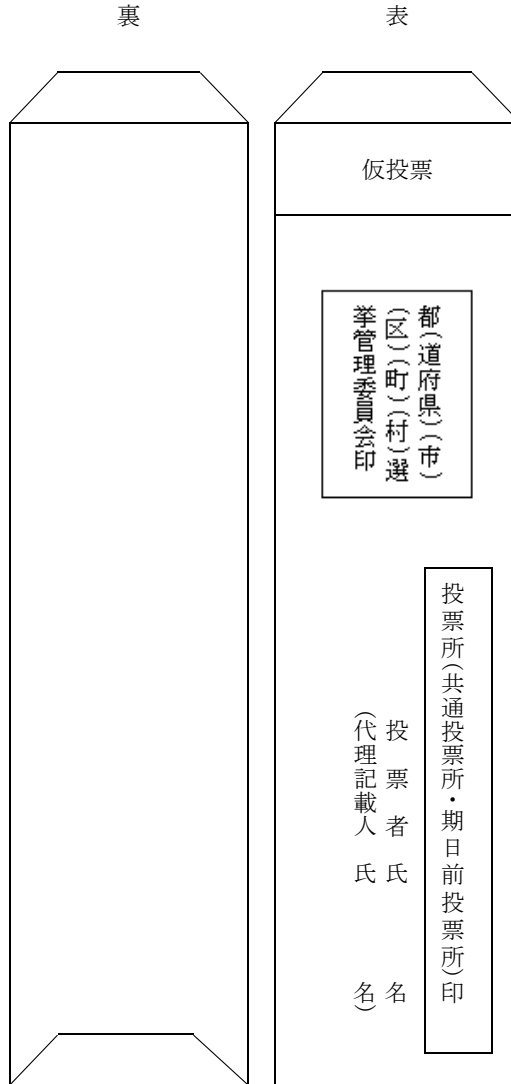 裏
表
仮投票
都(道府県)(市)
(区)(町)(村)選
挙管理委員会印
投票所(共通投票所・期日前投票所)印
投票者氏名
(代理記載人氏名)